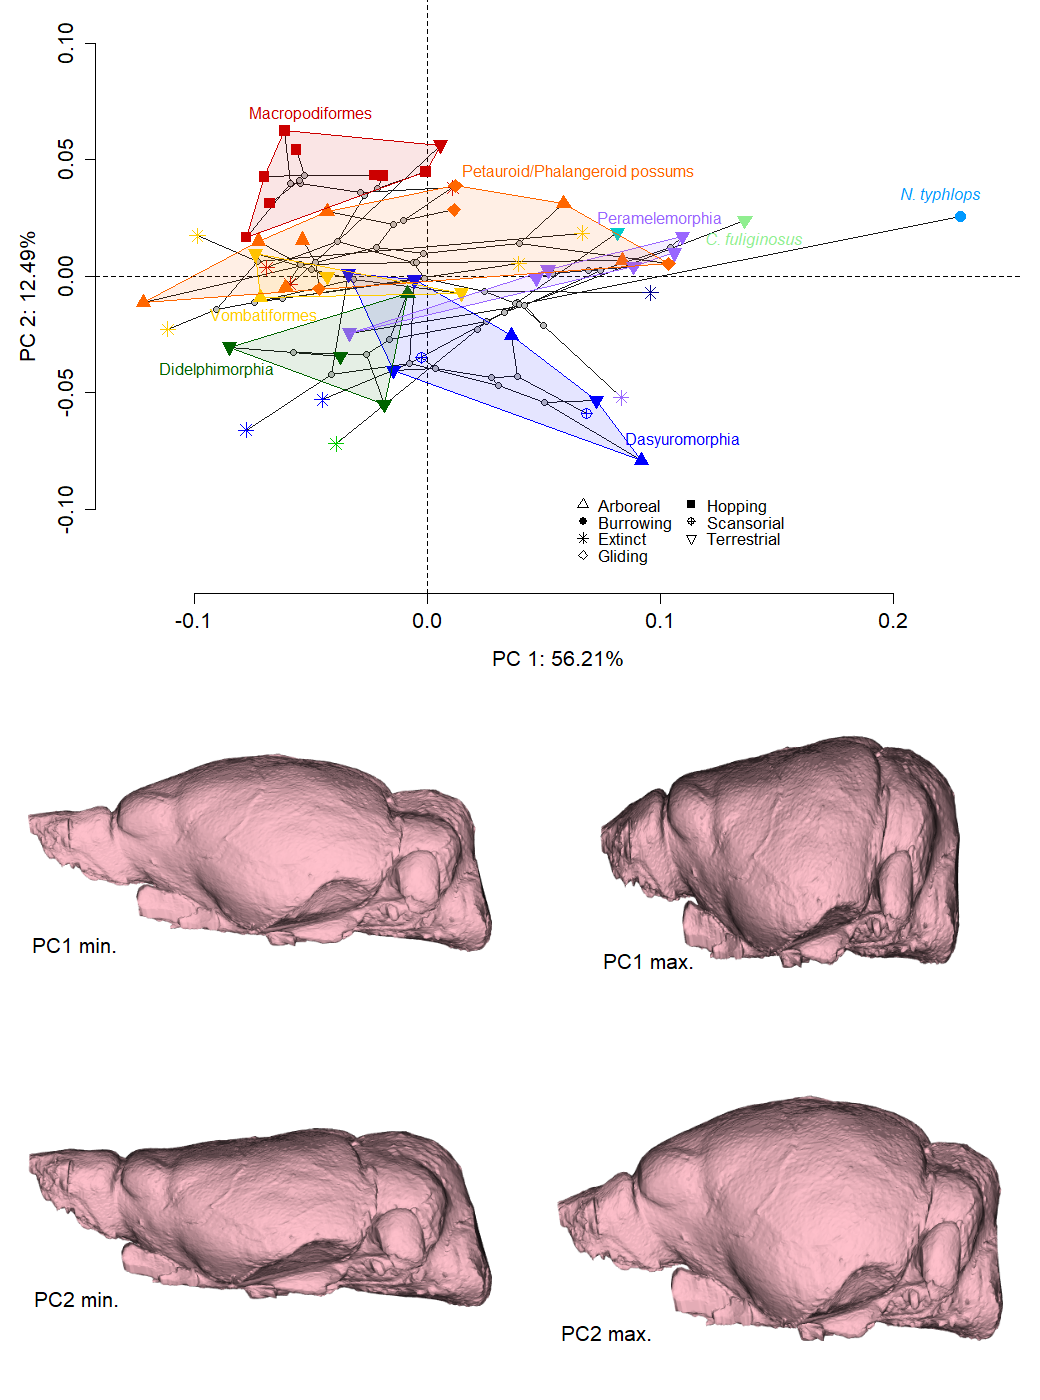 0.10
0.05
0.00
-0.05
-0.10
PC 2: 12.49%
Macropodiformes
Petauroid/Phalangeroid possums
N. typhlops
Peramelemorphia
C. fuliginosus
Vombatiformes
Didelphimorphia
Dasyuromorphia
Arboreal
Burrowing
Extinct
Gliding
Hopping
Scansorial
Terrestrial
-0.1
0.0
0.1
0.2
PC 1: 56.21%
PC1 min.
PC1 max.
PC2 min.
PC2 max.